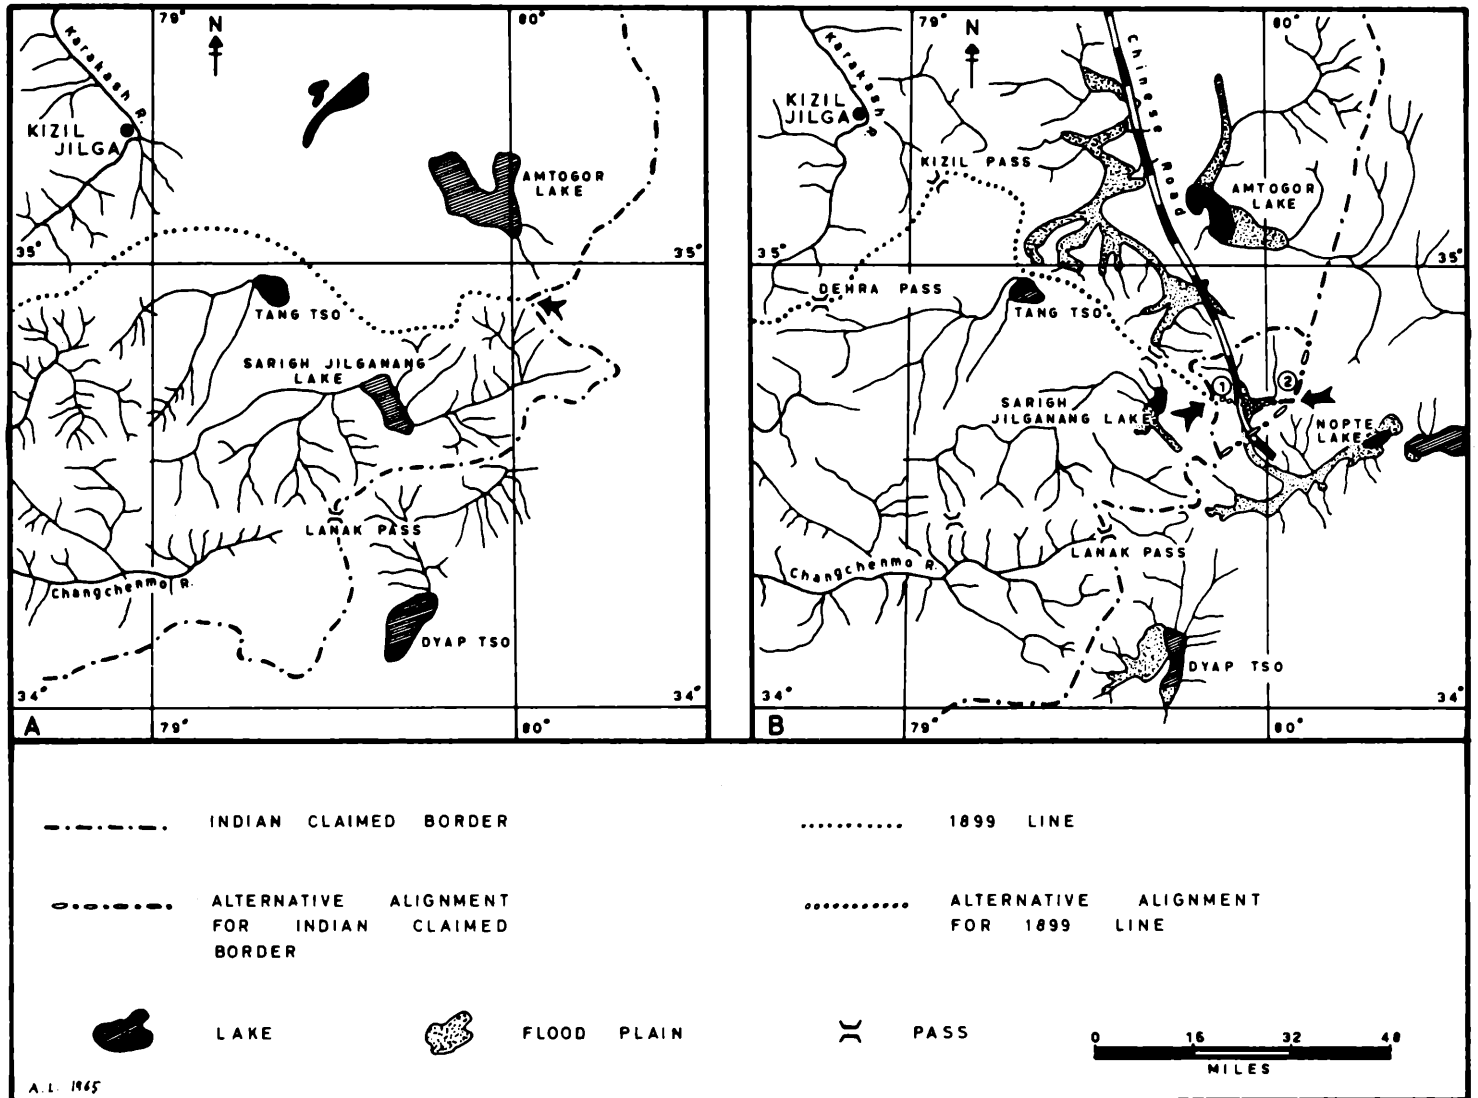 79°
N
80°
Karakash R.
KIZIL
JILGA
AMTOGOR
LAKE
35°
35°
TANG TSO
SARIGH JILGANANG
LAKE
LANAK PASS
Changchenmo R.
DYAP TSO
34°
34°
A
79°
80°
79°
N
80°
Karakash R.
Chinese Road
KIZIL
JILGA
KIZIL PASS
AMTOGOR
LAKE
35°
35°
DEHRA PASS
TANG TSO
1
2
SARIGH
JILGANANG LAKE
NOPTE
LAKE
LANAK PASS
Changchenmo R.
DYAP TSO
34°
34°
B
79°
80°
INDIAN CLAIMED BORDER
1899 LINE
ALTERNATIVE ALIGNMENT
FOR INDIAN CLAIMED
BORDER
ALTERNATIVE ALIGNMENT
FOR 1899 LINE
LAKE
FLOOD PLAIN
PASS
0 16 32 48
MILES
A.L. 1965